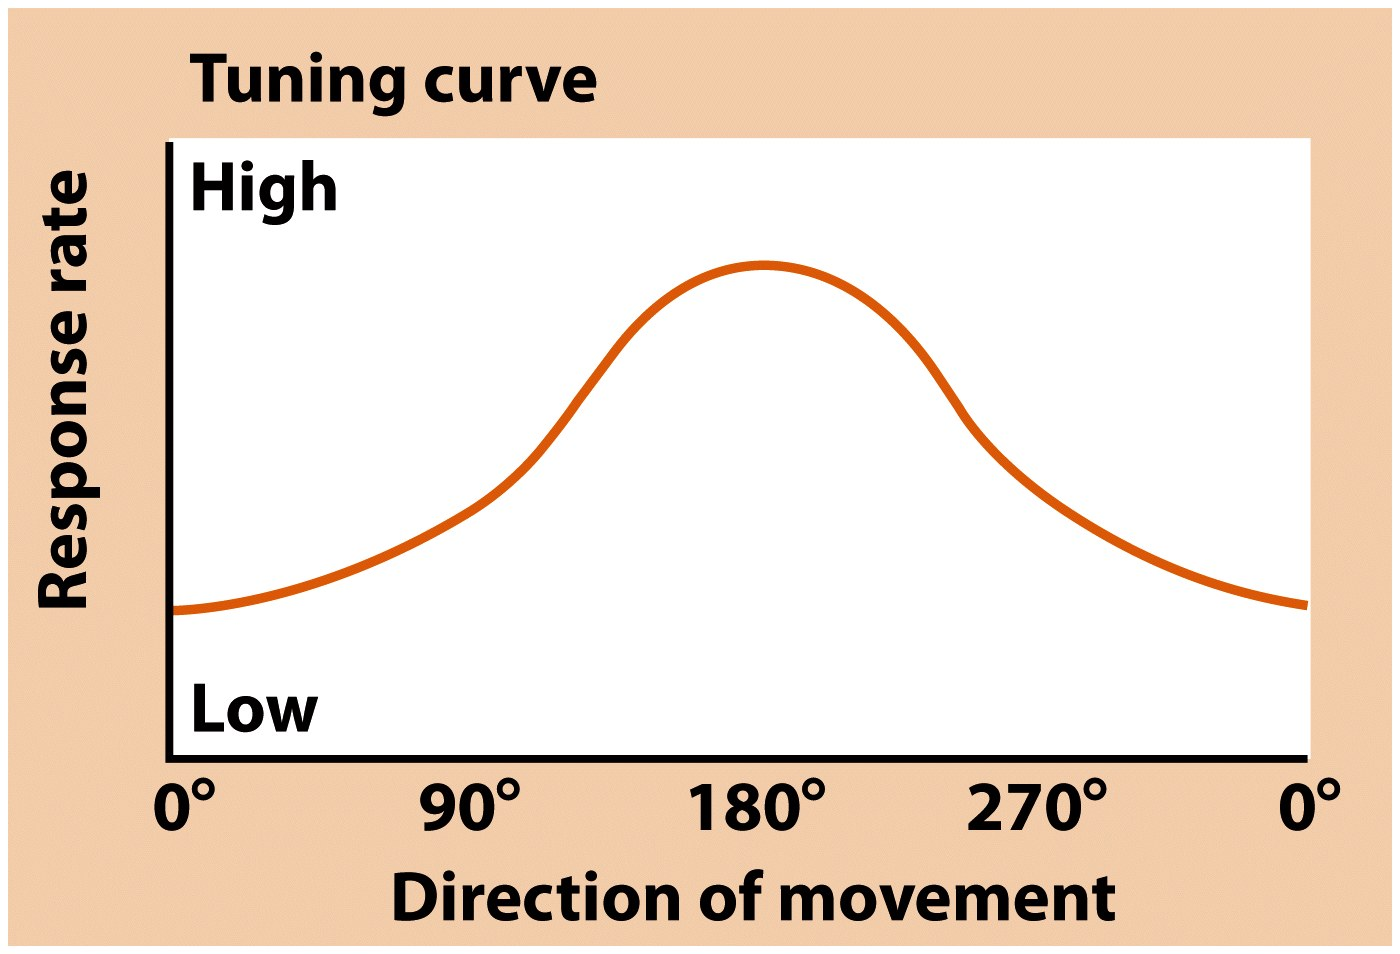 Tuning curve
High
Response rate
Low
0° 90° 180° 270° 0°
Direction of movement